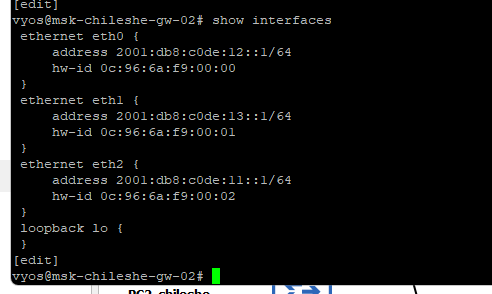 [edit]
vyos@msk-chileshe-gw-02# show interfaces
ethernet eth0 {
address 2001:db8:c0de:12::1/64
hw-id 0c:96:6a:f9:00:00
}
ethernet eth1 {
address 2001:db8:c0de:13::1/64
hw-id 0c:96:6a:f9:00:01
}
ethernet eth2 {
address 2001:db8:c0de:11::1/64
hw-id 0c:96:6a:f9:00:02
}
loopback lo {
}
[edit]
vyos@msk-chileshe-gw-02#
PC2-chileshe